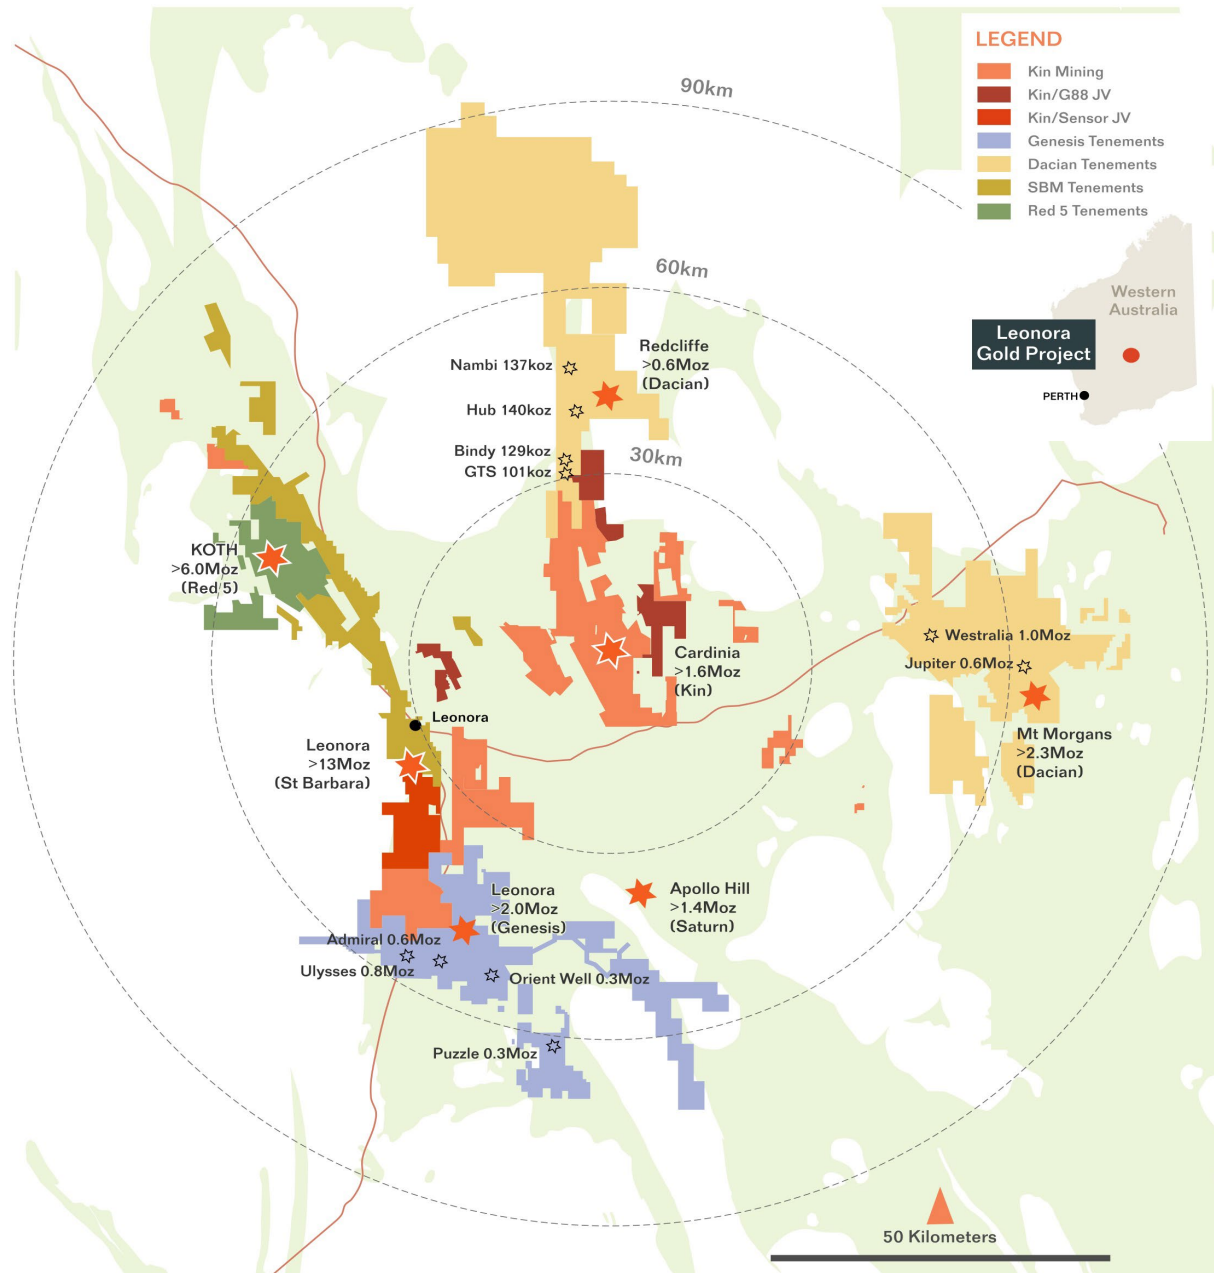 LEGEND
Kin Mining
Kin/G88 JV
Kin/Sensor JV
Genesis Tenements
Dacian Tenements
SBM Tenements
Red 5 Tenements
90km
60km
30km
Western
Australia
Leonora
Gold Project
PERTH
Redcliffe
>0.6Moz
(Dacian)
Nambi 137koz
Hub 140koz
Bindy 129koz
GTS 101koz
KOTH
>6.0Moz
(Red 5)
Cardinia
>1.6Moz
(Kin)
Westralia 1.0Moz
Jupiter 0.6Moz
Mt Morgans
>2.3Moz
(Dacian)
Leonora
Leonora
>13Moz
(St Barbara)
Leonora
>2.0Moz
(Genesis)
Apollo Hill
>1.4Moz
(Saturn)
Admiral 0.6Moz
Ulysses 0.8Moz
Orient Well 0.3Moz
Puzzle 0.3Moz
50 Kilometers